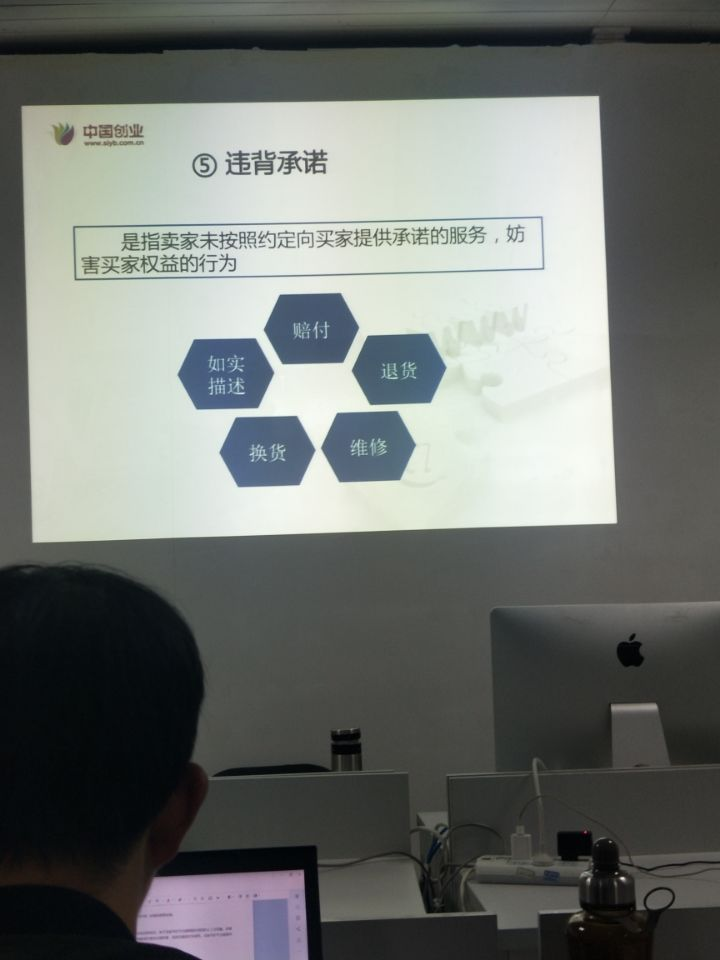 中国创业
www.siyb.com.cn
⑤ 违背承诺
是指卖家未按照约定向买家提供承诺的服务，妨
害买家权益的行为
赔付
如实
描述
退货
换货
维修